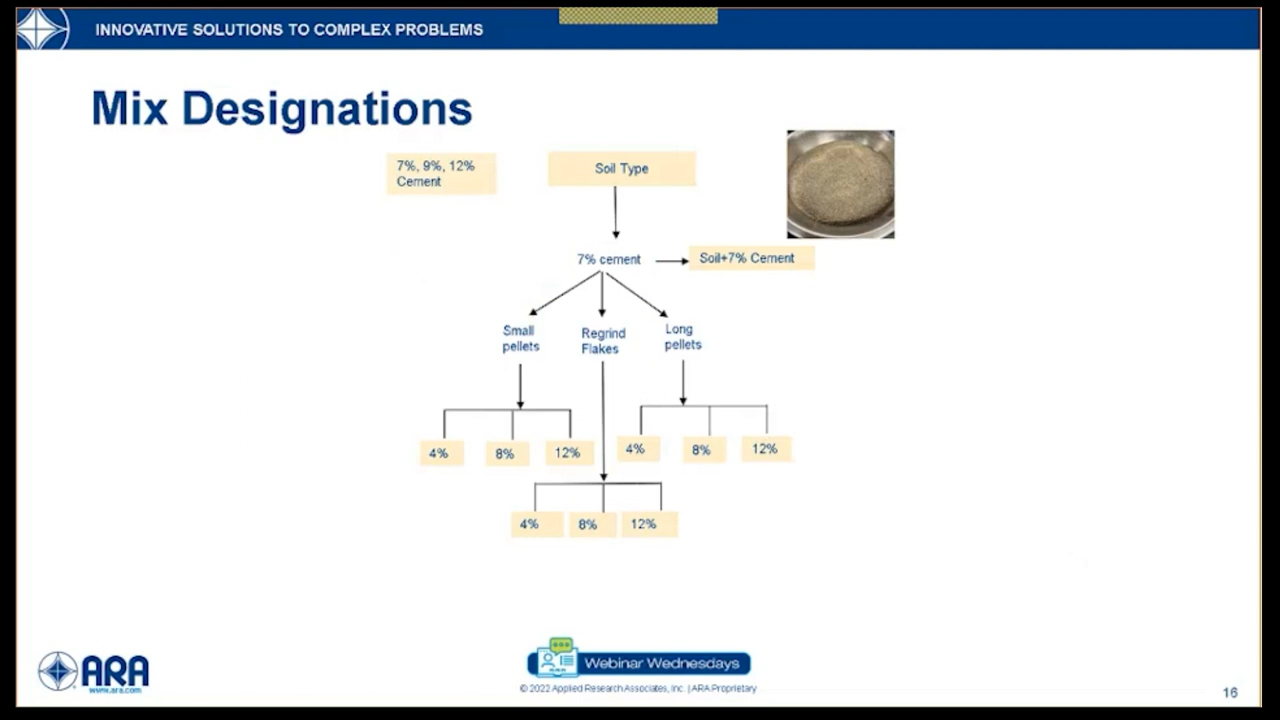 INNOVATIVE SOLUTIONS TO COMPLEX PROBLEMS
Mix Designations
7%, 9%, 12%
Cement
Soil Type
7% cement
Soil+7% Cement
Small
pellets
Regrind
Flakes
Long
pellets
4%
8%
12%
4%
8%
12%
4%
8%
12%
ARA
www.ara.com
Webinar Wednesdays
© 2022 Applied Research Associates, Inc. | ARA Proprietary
16